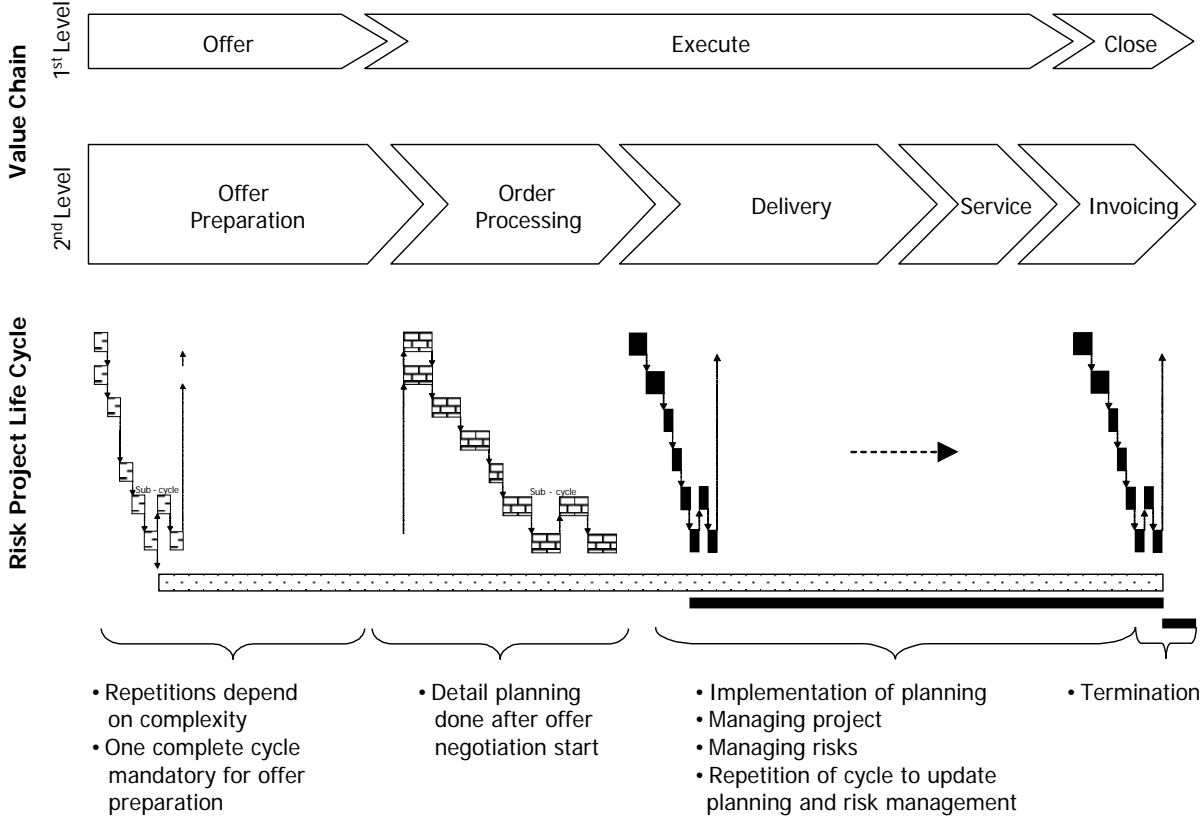 Value Chain
1st Level
Offer
Execute
Close
2nd Level
Offer
Preparation
Order
Processing
Delivery
Service
Invoicing
Risk Project Life Cycle
Sub - cycle
Sub - cycle
• Repetitions depend
on complexity
• One complete cycle
mandatory for offer
preparation
• Detail planning
done after offer
negotiation start
• Implementation of planning
• Managing project
• Managing risks
• Repetition of cycle to update
planning and risk management
• Termination